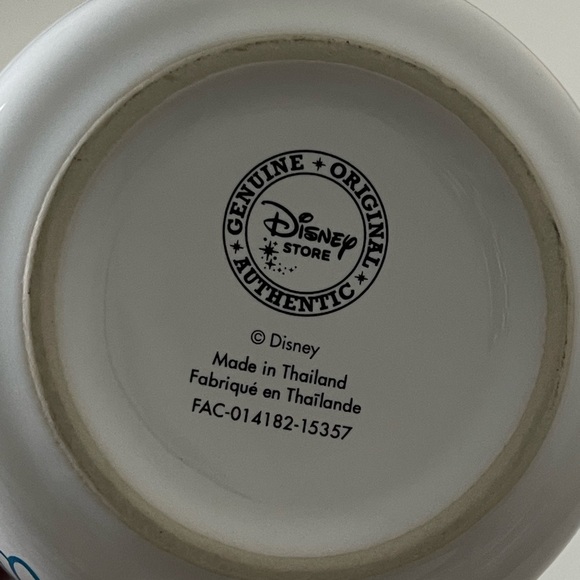 GENUINE ORIGINAL AUTHENTIC
Disney
STORE
© Disney
Made in Thailand
Fabriqué en Thaïlande
FAC-014182-15357